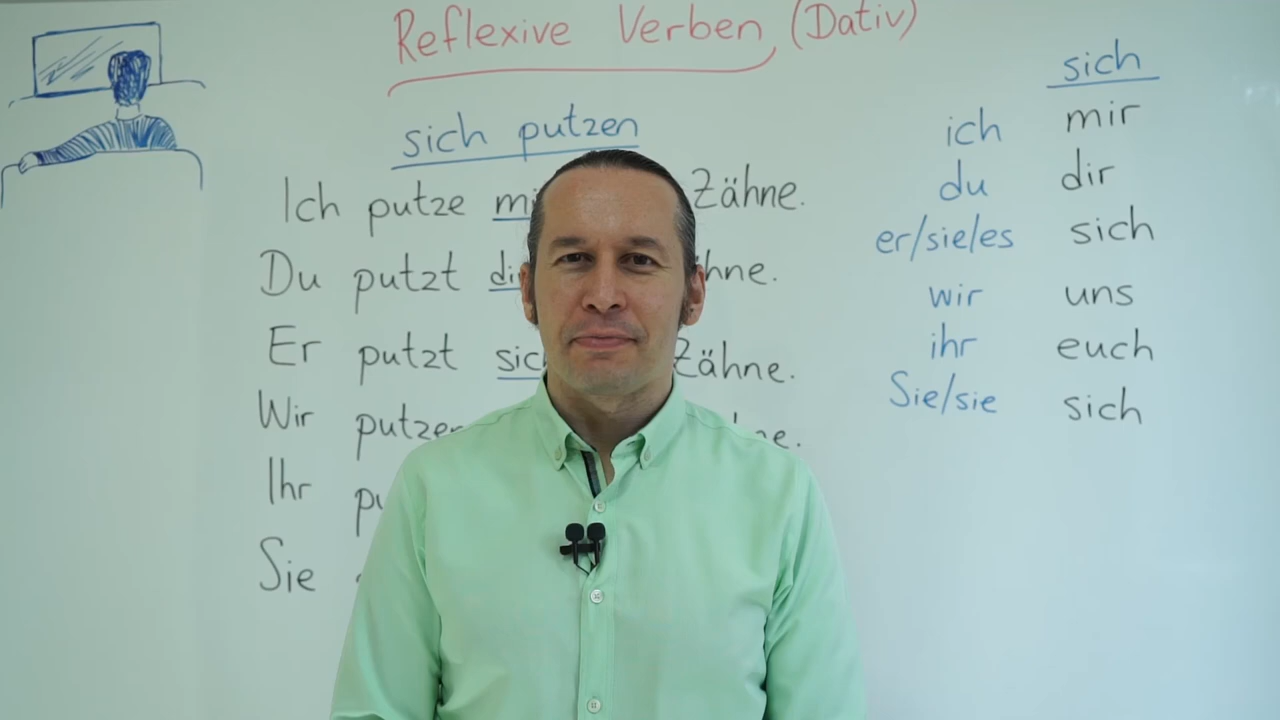 Reflexive Verben (Dativ)
sich putzen
Ich putze Zähne.
Du putzt
Er putzt Zähne.
Wir
Ihr
Sie
sich
ich mir
du dir
er/sie/es sich
wir uns
ihr euch
Sie/sie sich